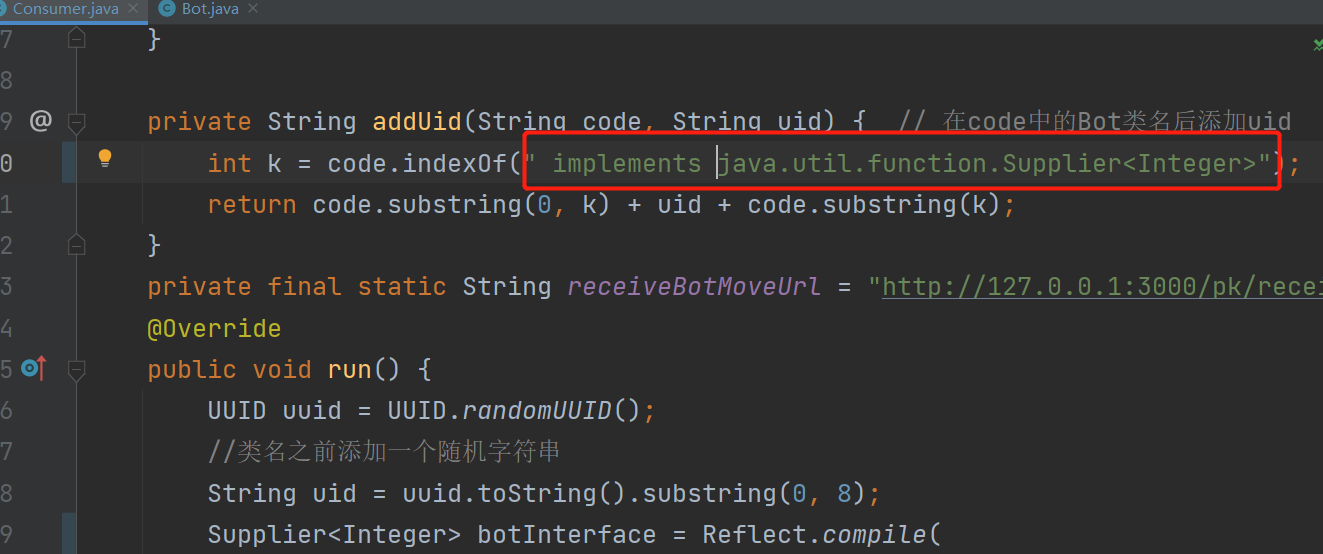 Consumer.java × Bot.java ×
7 }
8
9 @ private String addUid(String code, String uid) { // 在code中的Bot类名后添加uid
0 int k = code.indexOf(" implements java.util.function.Supplier<Integer>");
1 return code.substring(0, k) + uid + code.substring(k);
2 }
3 private final static String receiveBotMoveUrl = "http://127.0.0.1:3000/pk/recei
4 @Override
5 public void run() {
6 UUID uuid = UUID.randomUUID();
7 //类名之前添加一个随机字符串
8 String uid = uuid.toString().substring(0, 8);
9 Supplier<Integer> botInterface = Reflect.compile(